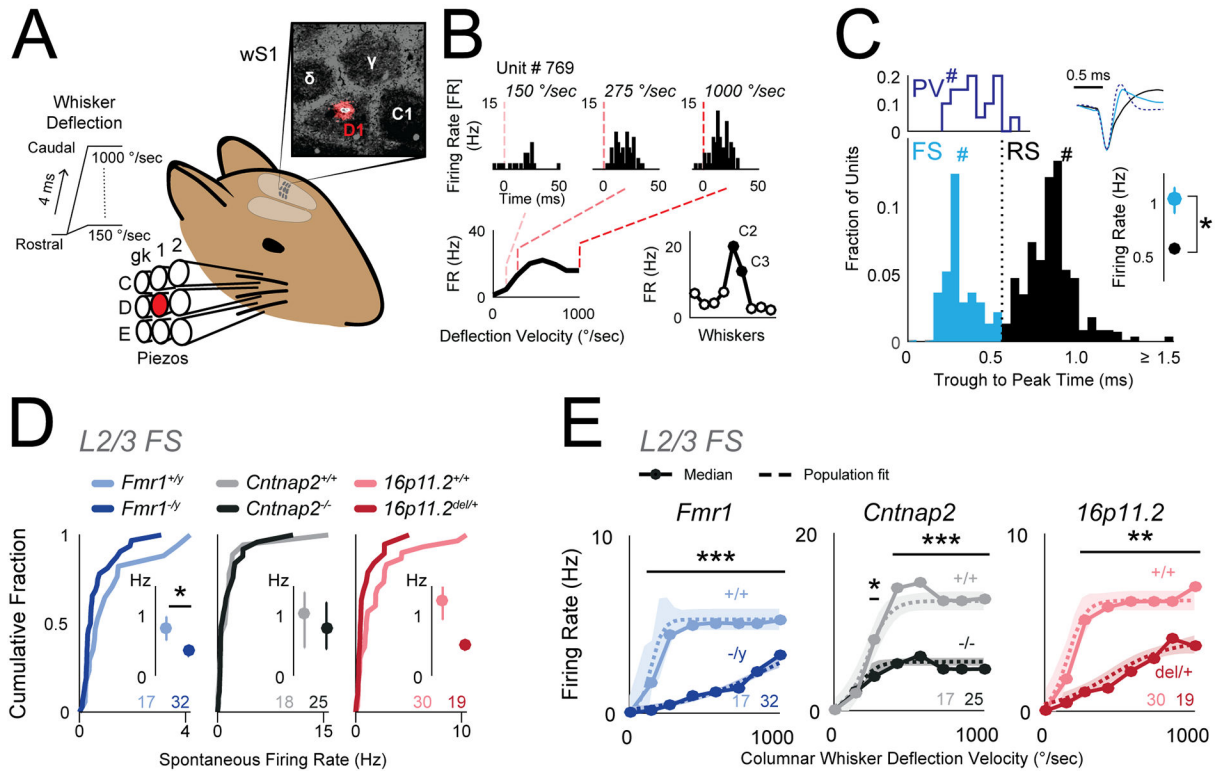 A
wS1
δ
γ
D1
C1
Whisker
Deflection
Caudal
1000 °/sec
4 ms
Rostral
150 °/sec
gk 1 2
C
D
E
Piezos
B
Unit # 769
150 °/sec 275 °/sec 1000 °/sec
Firing Rate [FR]
(Hz)
15 15 15
0 50 0 50 0 50
Time (ms)
FR (Hz)
40
0
0 1000
Deflection Velocity (°/sec)
FR (Hz)
20
0
C2
C3
Whiskers
C
0.2
0.1
0
PV#
0.5 ms
FS # RS #
Fraction of Units
0.1
0.05
0
0 0.5 1.0 ≥ 1.5
Trough to Peak Time (ms)
Firing Rate (Hz)
1
0.5
*
D
L2/3 FS
Fmr1+/y Cntnap2+/+ 16p11.2+/+
Fmr1-/y Cntnap2-/- 16p11.2del/+
Cumulative Fraction
1
0.5
0
Hz
1
0
*
17 32
0 4
Hz
1
0
18 25
0 15
Hz
1
0
30 19
0 10
Spontaneous Firing Rate (Hz)
E
L2/3 FS
Median Population fit
Fmr1 Cntnap2 16p11.2
Firing Rate (Hz)
10
0
***
+/+
-/y
17 32
0 1000
20
0
*
***
+/+
-/-
17 25
0 1000
10
0
**
+/+
del/+
30 19
0 1000
Columnar Whisker Deflection Velocity (°/sec)